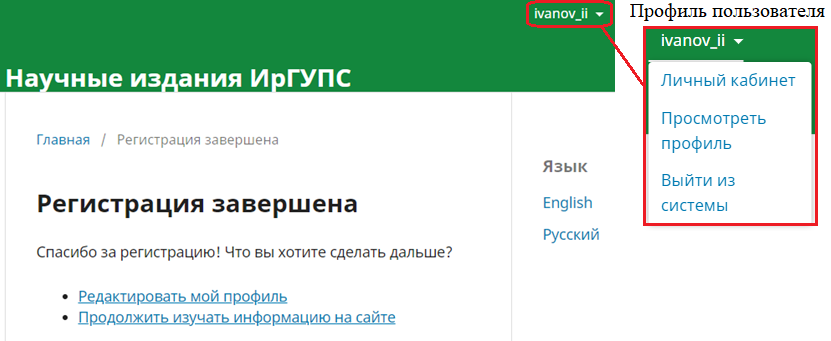 ivanov_ii
Профиль пользователя
ivanov_ii
Личный кабинет
Просмотреть
профиль
Выйти из
системы
Научные издания ИрГУПС
Главная / Регистрация завершена
Регистрация завершена
Спасибо за регистрацию! Что вы хотите сделать дальше?
Редактировать мой профиль
Продолжить изучать информацию на сайте
Язык
English
Русский